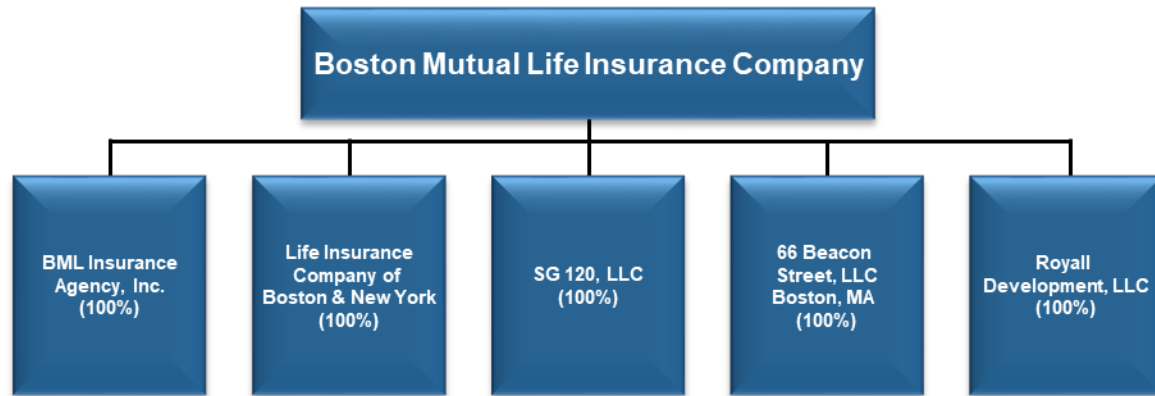 Boston Mutual Life Insurance Company
BML Insurance
Agency, Inc.
(100%)
Life Insurance
Company of
Boston & New York
(100%)
SG 120, LLC
(100%)
66 Beacon
Street, LLC
Boston, MA
(100%)
Royall
Development, LLC
(100%)